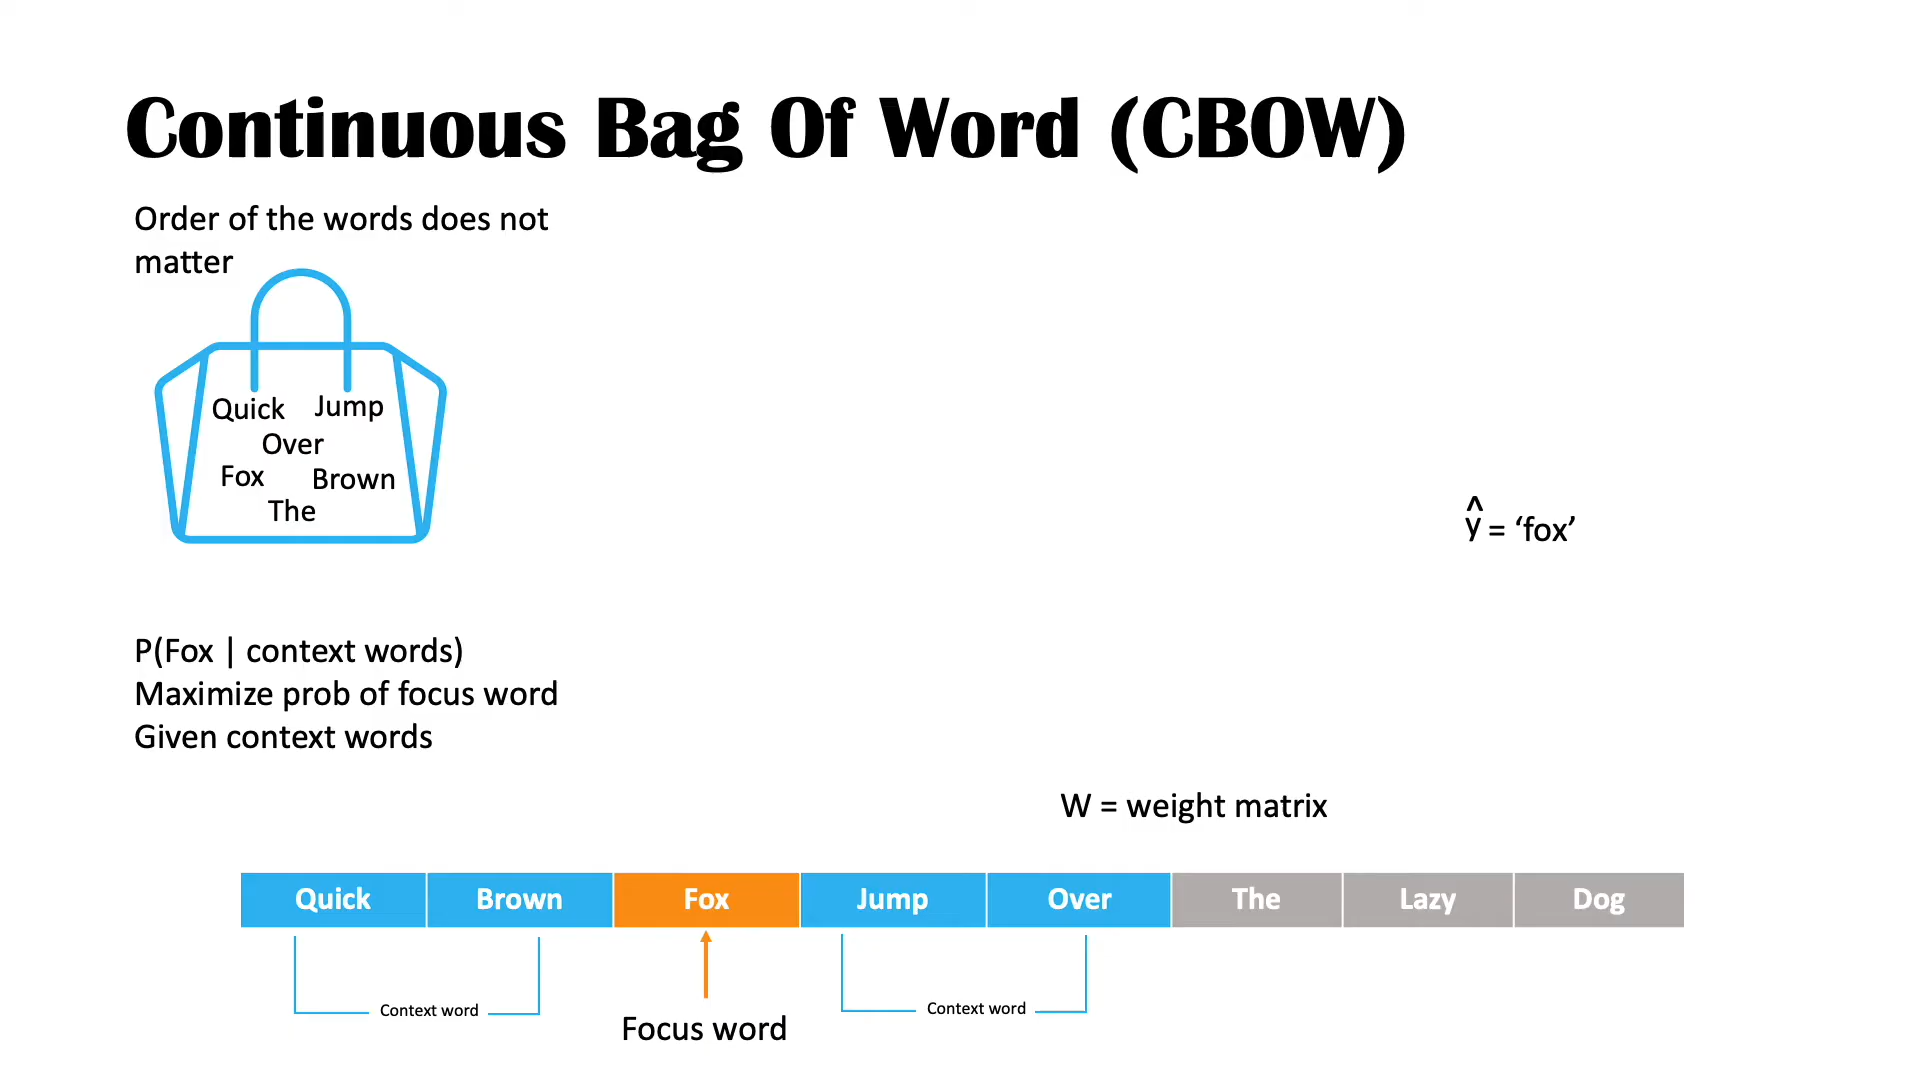 Continuous Bag Of Word (CBOW)
Order of the words does not
matter
Quick Jump
Over
Fox Brown
The
ŷ = ‘fox’
P(Fox | context words)
Maximize prob of focus word
Given context words
W = weight matrix
Quick Brown Fox Jump Over The Lazy Dog
Context word
Context word
Focus word